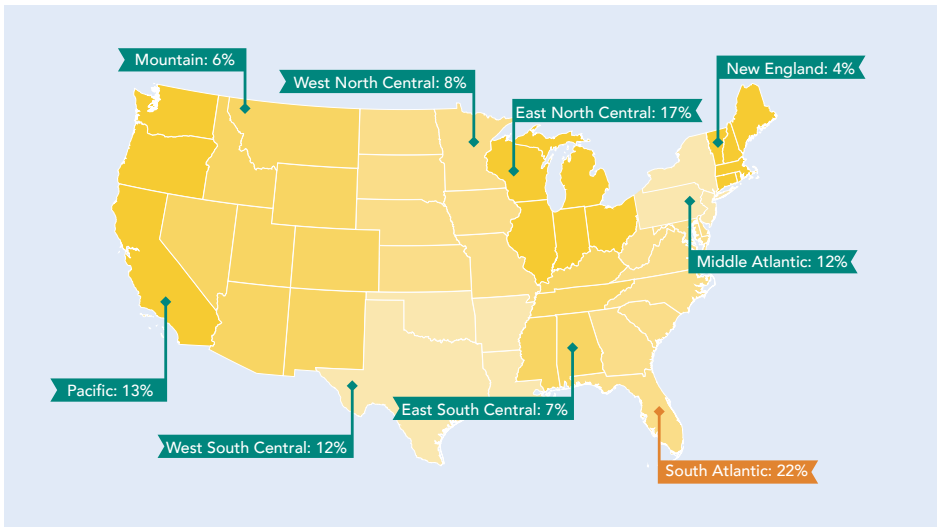 Mountain: 6%
New England: 4%
West North Central: 8%
East North Central: 17%
Middle Atlantic: 12%
Pacific: 13%
East South Central: 7%
West South Central: 12%
South Atlantic: 22%